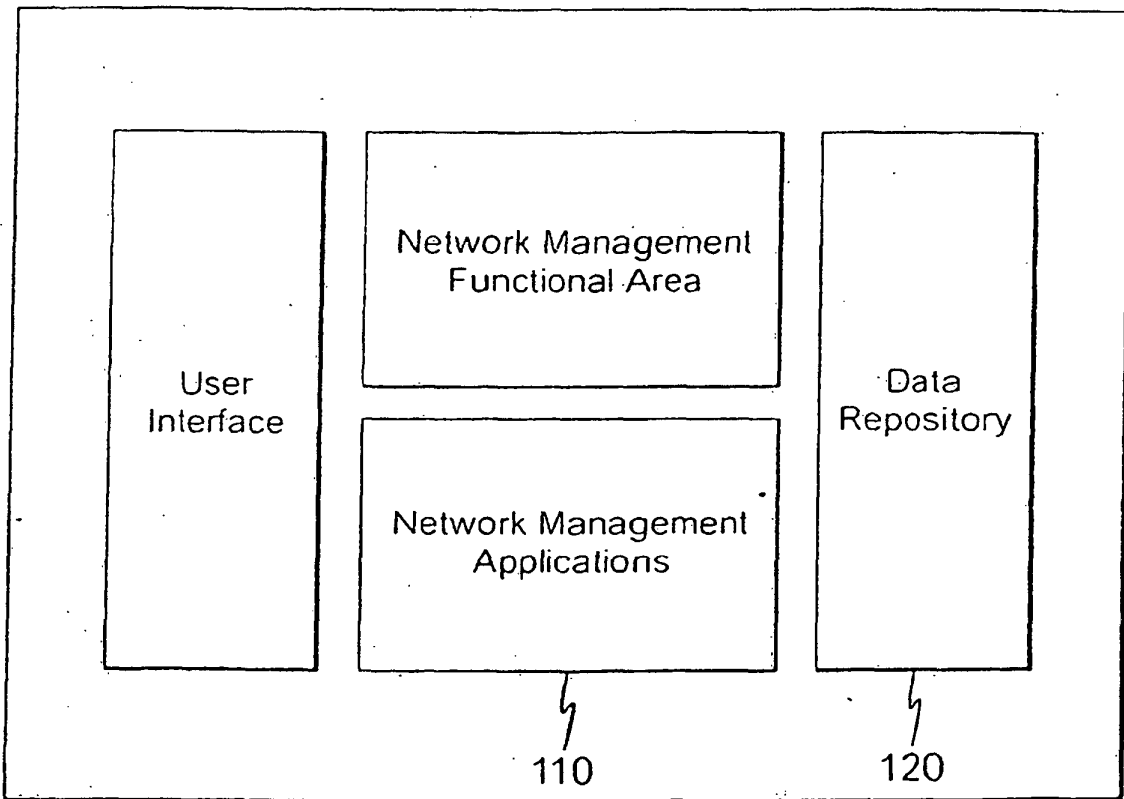 Network Management
Functional Area
User
Interface
Data
Repository
Network Management
Applications
110
120